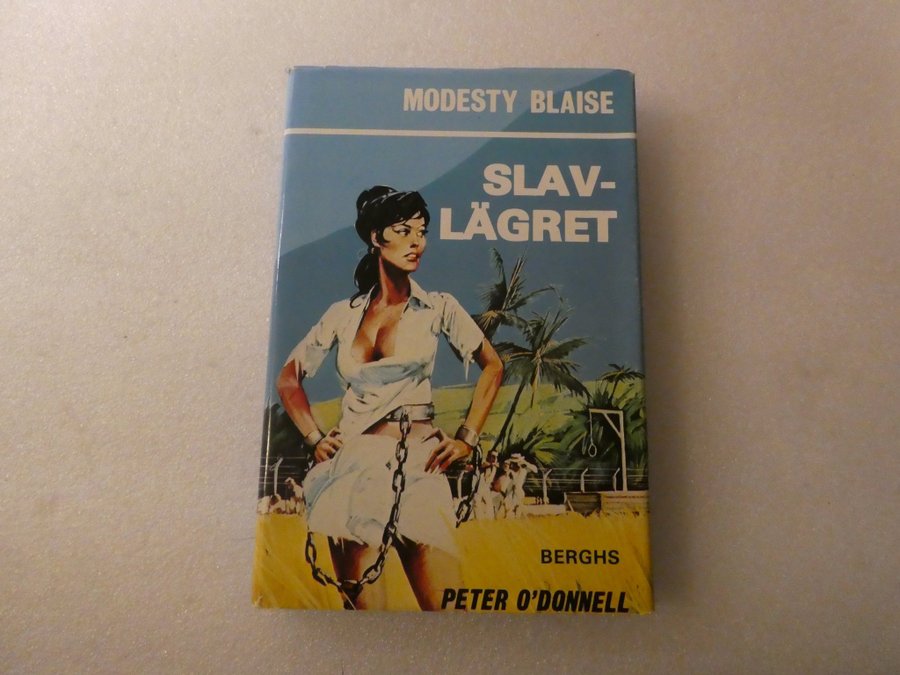 MODESTY BLAISE
SLAV-
LÄGRET
BERGHS
PETER O'DONNELL